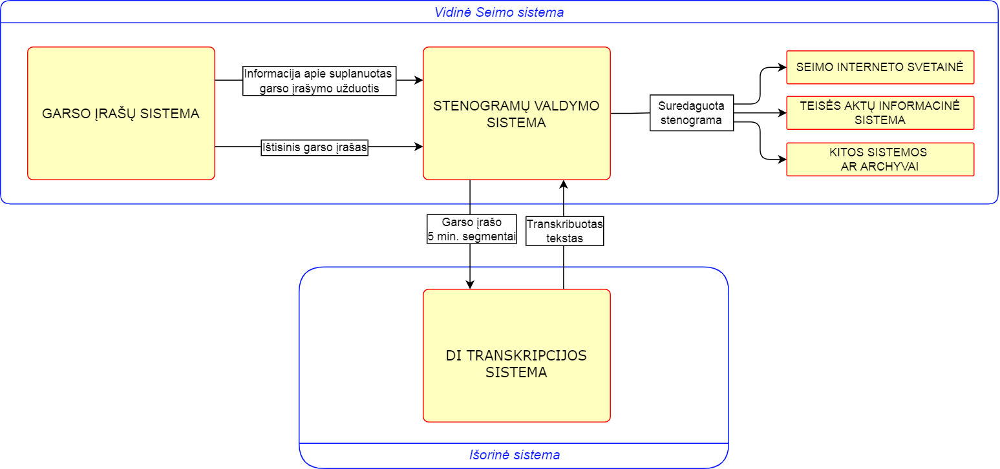 Vidinė Seimo sistema
GARSO ĮRAŠŲ SISTEMA
Informacija apie suplanuotas
garso įrašymo užduotis
Ištisinis garso įrašas
STENOGRAMŲ VALDYMO
SISTEMA
Suredaguota
stenograma
SEIMO INTERNETO SVETAINĖ
TEISĖS AKTŲ INFORMACINĖ
SISTEMA
KITOS SISTEMOS
AR ARCHYVAI
Garso įrašo
5 min. segmentai
Transkribuotas
tekstas
DI TRANSKRIPCIJOS
SISTEMA
Išorinė sistema